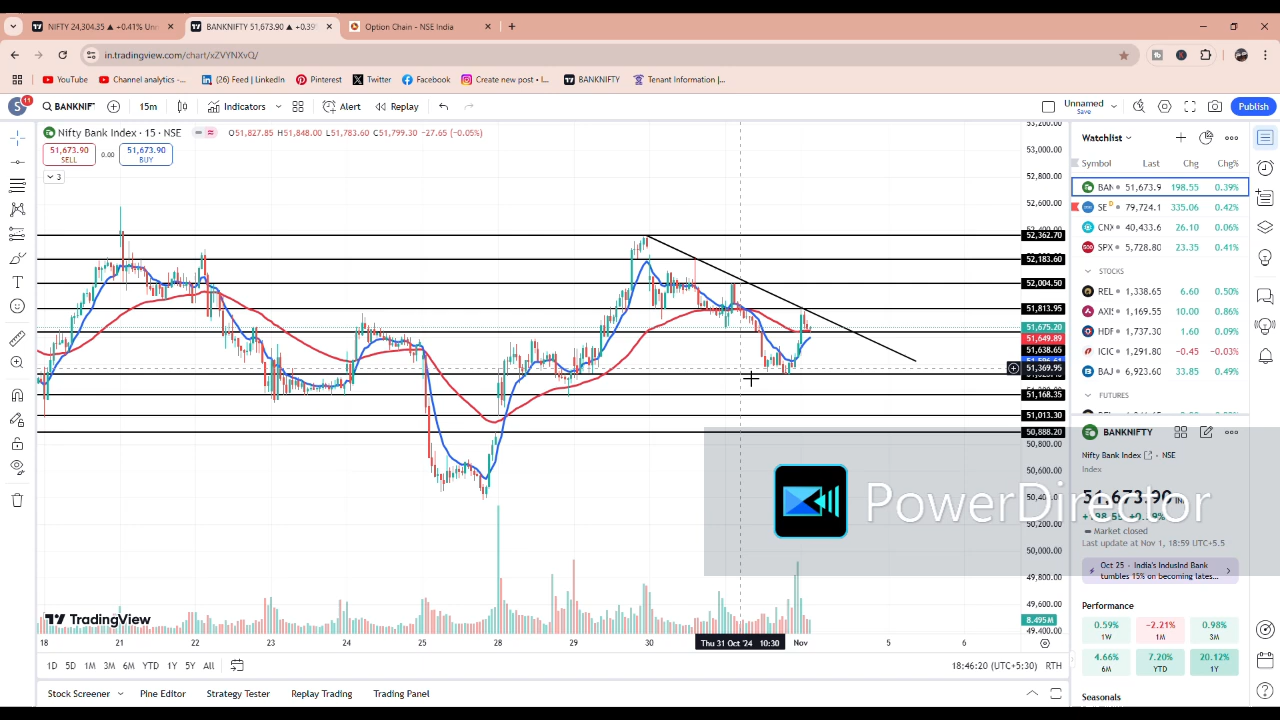 NIFTY 24,304.35 ▲ +0.41% Unn
BANKNIFTY 51,673.90 ▲ +0.39%
Option Chain - NSE India
in.tradingview.com/chart/xZVYNXvQ/
YouTube
Channel analytics -...
(26) Feed | LinkedIn
Pinterest
Twitter
Facebook
Create new post • I...
BANKNIFTY
Tenant Information |...
S 11
BANKNIF
15m
Indicators
Alert
Replay
Unnamed
Save
Publish
Nifty Bank Index · 15 · NSE
O51,827.85 H51,848.00 L51,783.60 C51,799.30 -27.65 (-0.05%)
51,673.90
SELL
0.00
51,673.90
BUY
3
53,000.00
52,800.00
52,600.00
52,362.70
52,183.60
52,004.50
51,813.95
51,675.20
51,649.89
51,638.65
51,369.95
51,168.35
51,013.30
50,888.20
50,800.00
50,600.00
50,200.00
50,000.00
49,800.00
49,600.00
8.495M
49,400.00
TradingView
18
21
22
23
24
25
28
29
30
Thu 31 Oct '24 10:30
Nov
5
6
1D 5D 1M 3M 6M YTD 1Y 5Y All
18:46:20 (UTC+5:30) RTH
Stock Screener
Pine Editor
Strategy Tester
Replay Trading
Trading Panel
Watchlist
Symbol Last Chg Chg%
BAN 51,673.9 198.55 0.39%
SE D 79,724.1 335.06 0.42%
CNX 40,433.6 26.10 0.06%
SPX 5,728.80 23.35 0.41%
STOCKS
REL 1,338.65 6.60 0.50%
AXI 1,169.55 10.00 0.86%
HDF 1,737.30 1.60 0.09%
ICIC 1,291.80 -0.45 -0.03%
BAJ 6,923.60 33.85 0.49%
FUTURES
BANKNIFTY
Nifty Bank Index · NSE
Index
51,673.90
Market closed
Last update at Nov 1, 18:59 UTC+5.5
Oct 25 · India's IndusInd Bank
tumbles 15% on becoming lates...
PowerDirector
Performance
0.59%
1W
-2.21%
1M
0.98%
3M
4.66%
6M
7.20%
YTD
20.12%
1Y
Seasonals